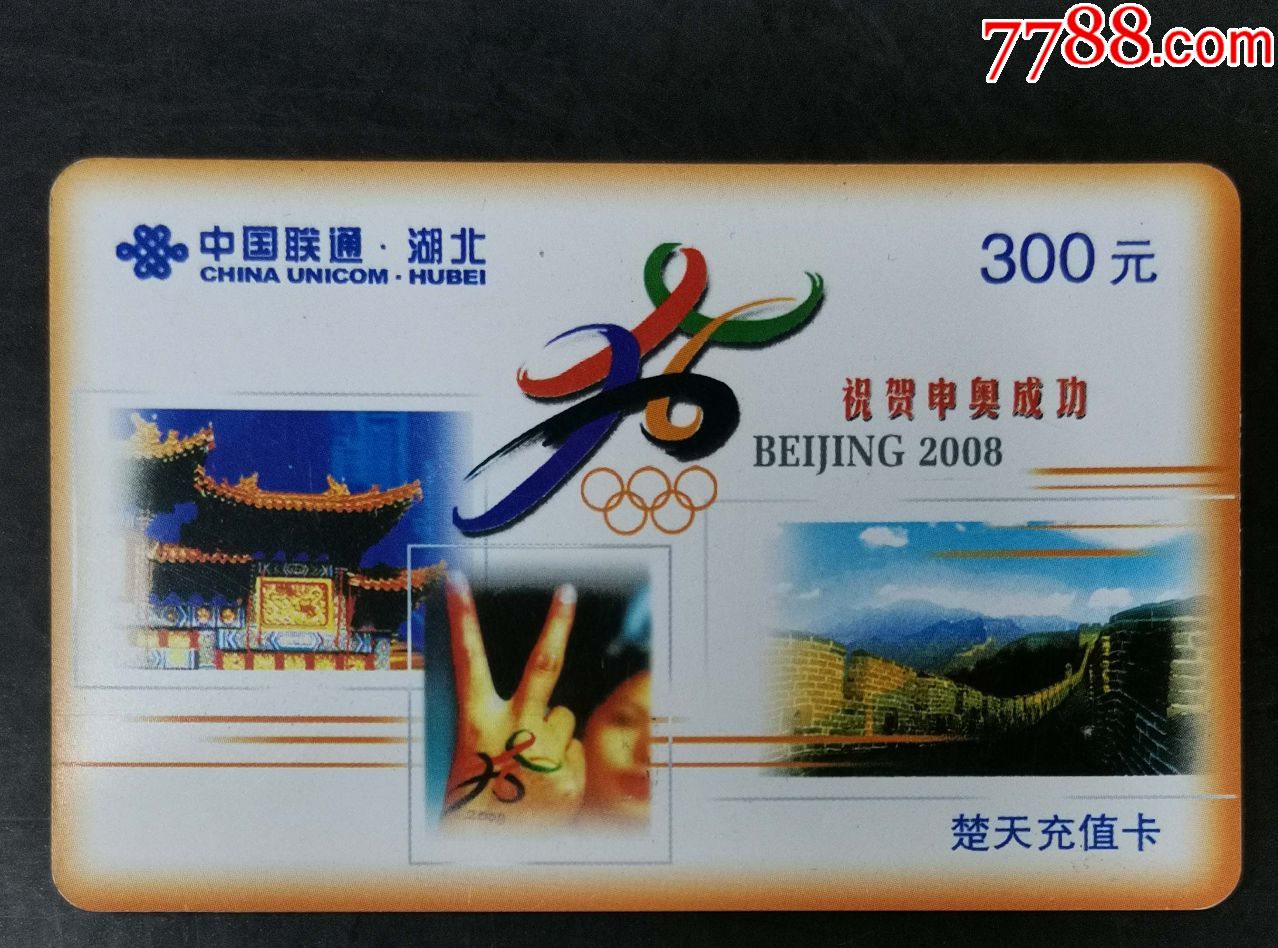 7788.com
中国联通·湖北
CHINA UNICOM·HUBEI
300元
祝贺申奥成功
BEIJING 2008
2008
楚天充值卡